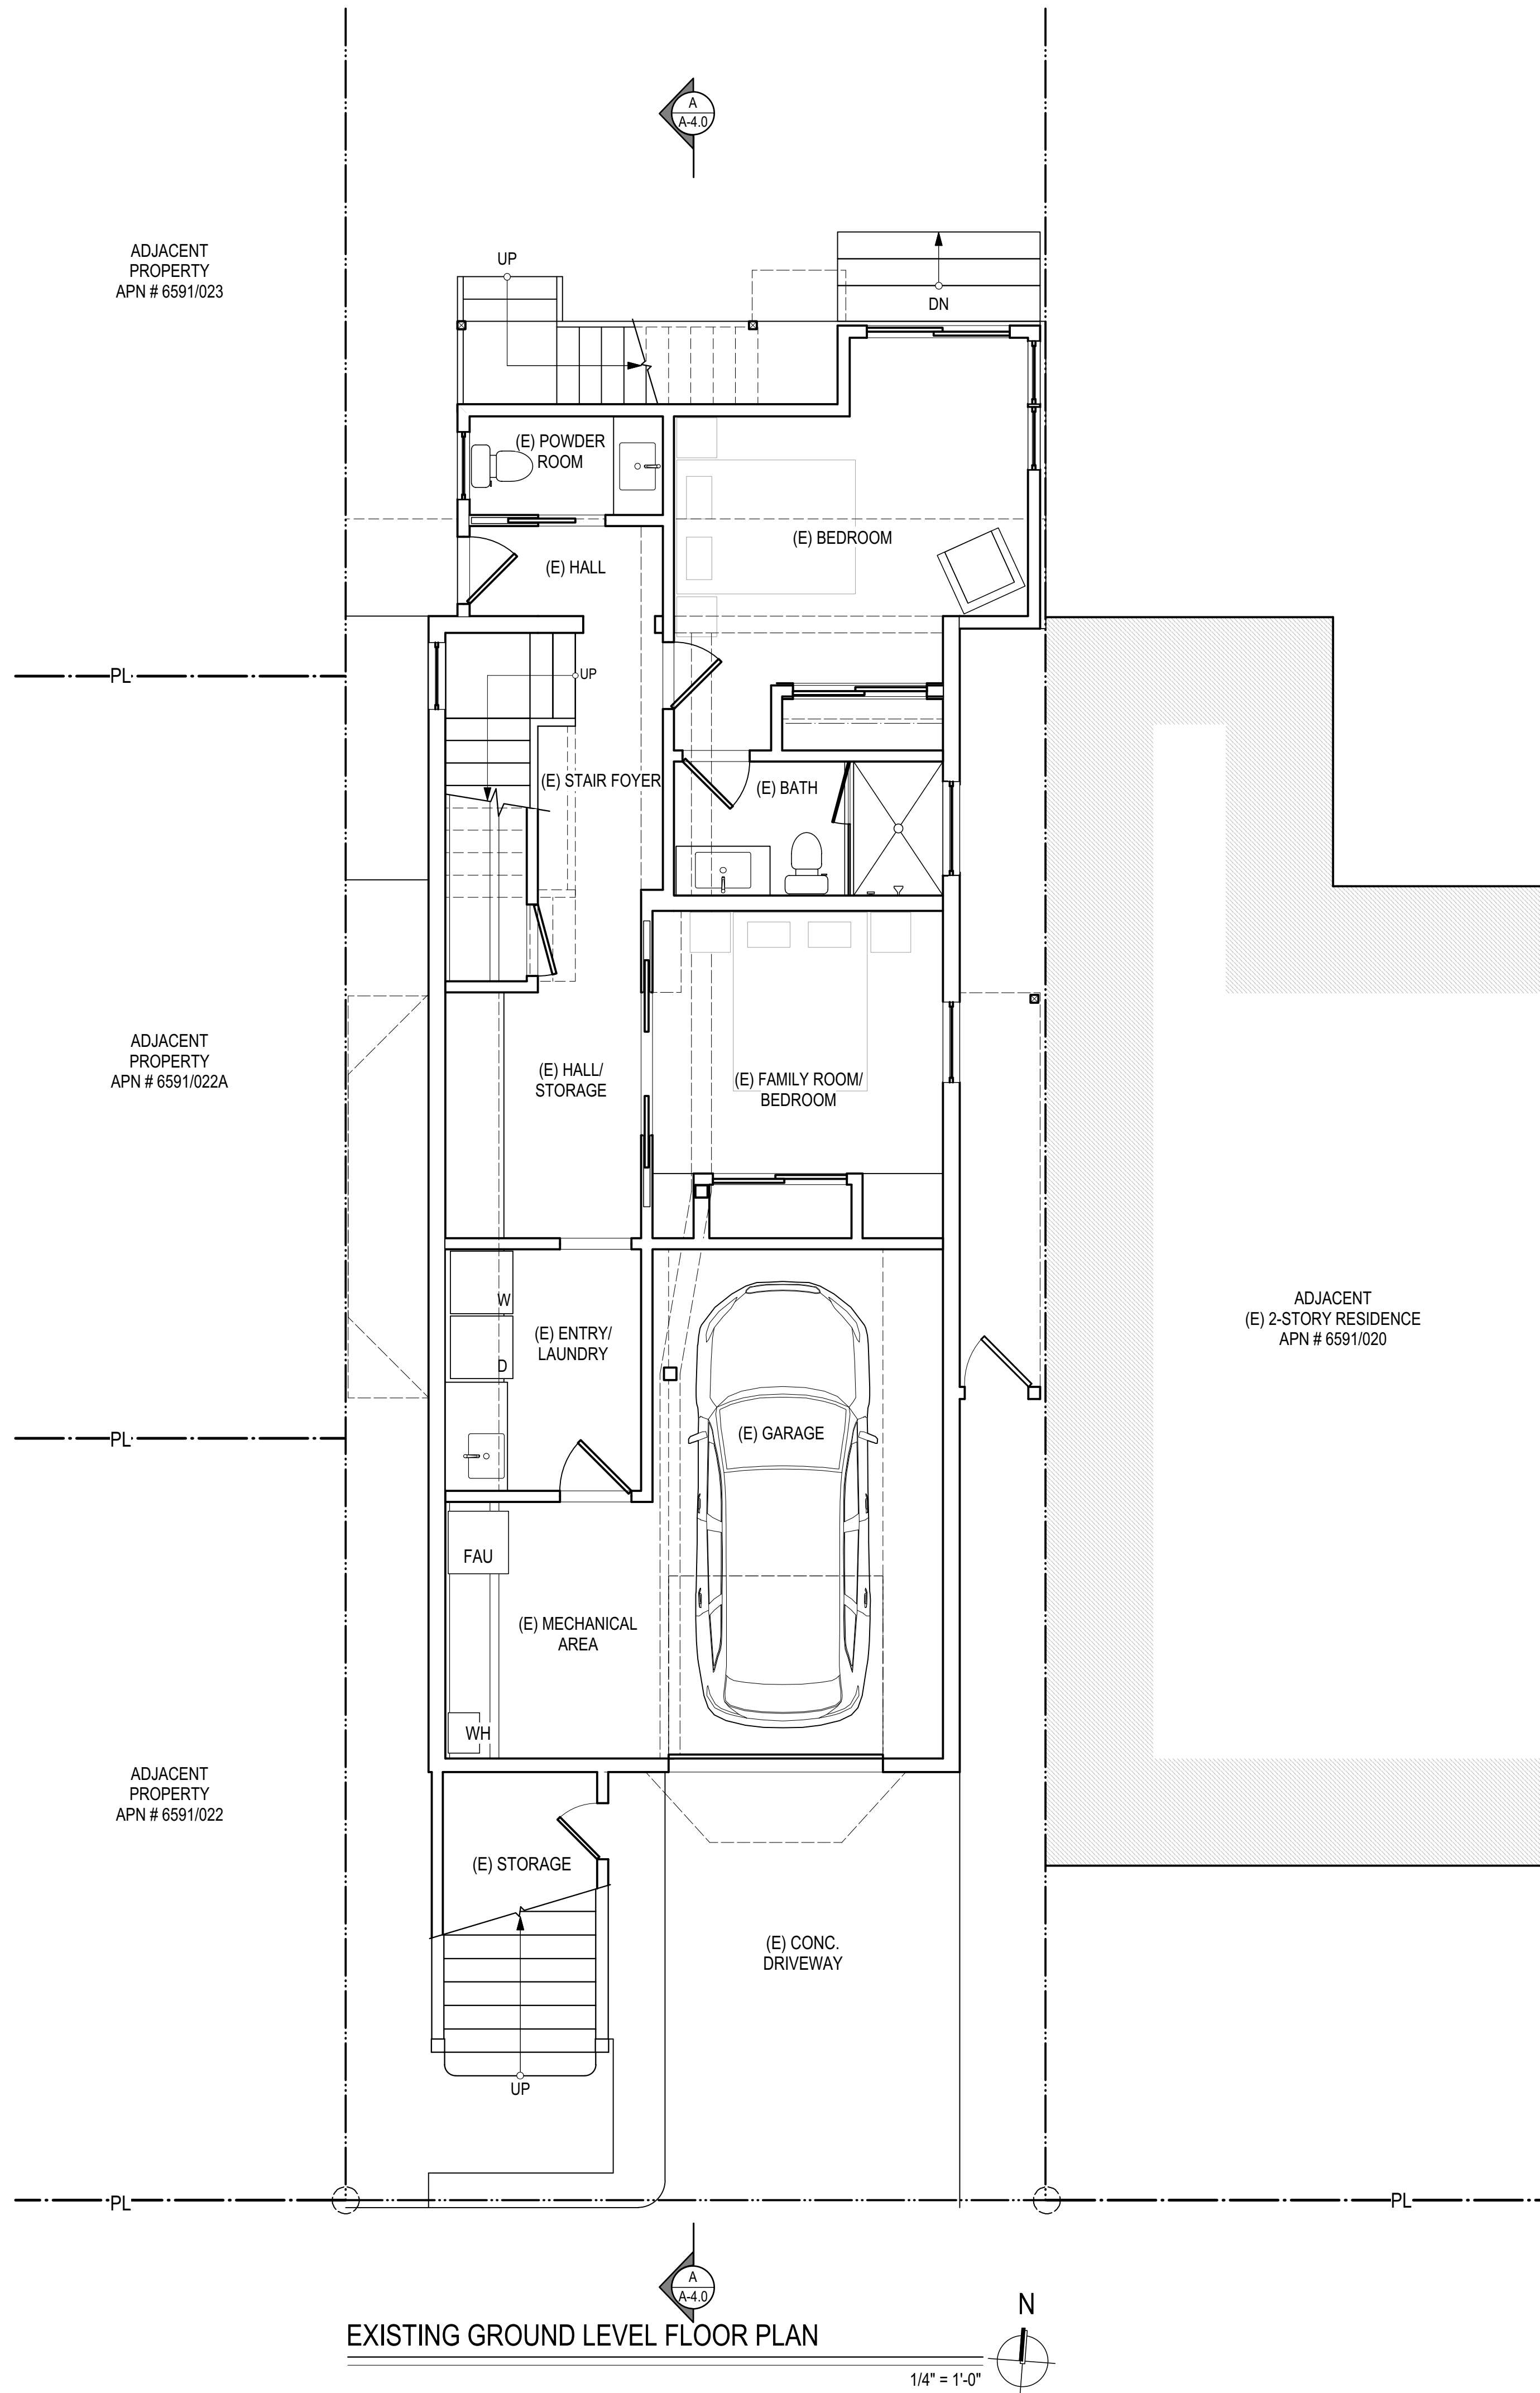 A
A-4.0
ADJACENT
PROPERTY
APN # 6591/023
UP
DN
(E) POWDER
ROOM
(E) BEDROOM
(E) HALL
PL
UP
(E) STAIR FOYER
(E) BATH
ADJACENT
PROPERTY
APN # 6591/022A
(E) HALL/
STORAGE
(E) FAMILY ROOM/
BEDROOM
W
D
(E) ENTRY/
LAUNDRY
ADJACENT
(E) 2-STORY RESIDENCE
APN # 6591/020
PL
(E) GARAGE
FAU
(E) MECHANICAL
AREA
WH
ADJACENT
PROPERTY
APN # 6591/022
(E) STORAGE
(E) CONC.
DRIVEWAY
UP
PL
PL
A
A-4.0
EXISTING GROUND LEVEL FLOOR PLAN
N
1/4" = 1'-0"